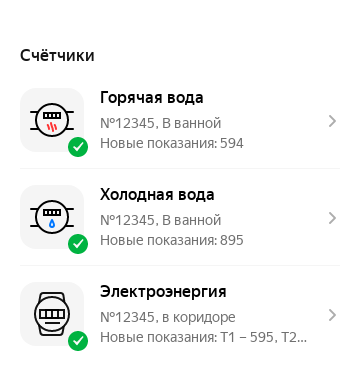 Счётчики
Горячая вода
№12345, В ванной
Новые показания: 594
Холодная вода
№12345, В ванной
Новые показания: 895
Электроэнергия
№12345, в коридоре
Новые показания: Т1 – 595, Т2...